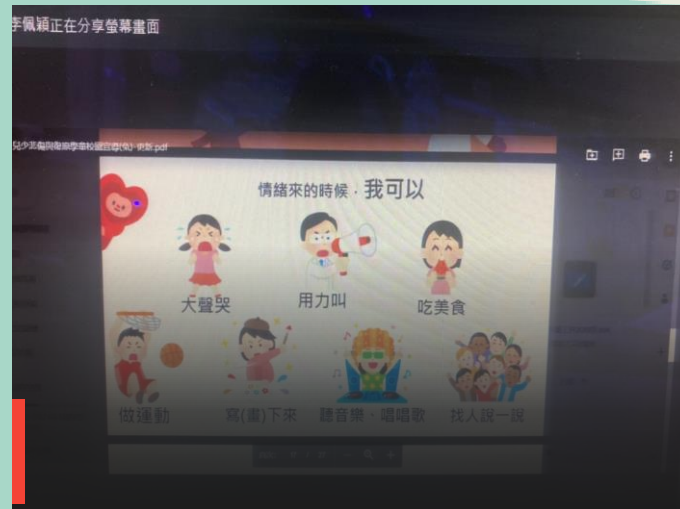 李佩穎正在分享螢幕畫面
情緒來的時候，我可以
大聲哭
用力叫
吃美食
做運動
寫(畫)下來
聽音樢、唱唱歌
找人說一說